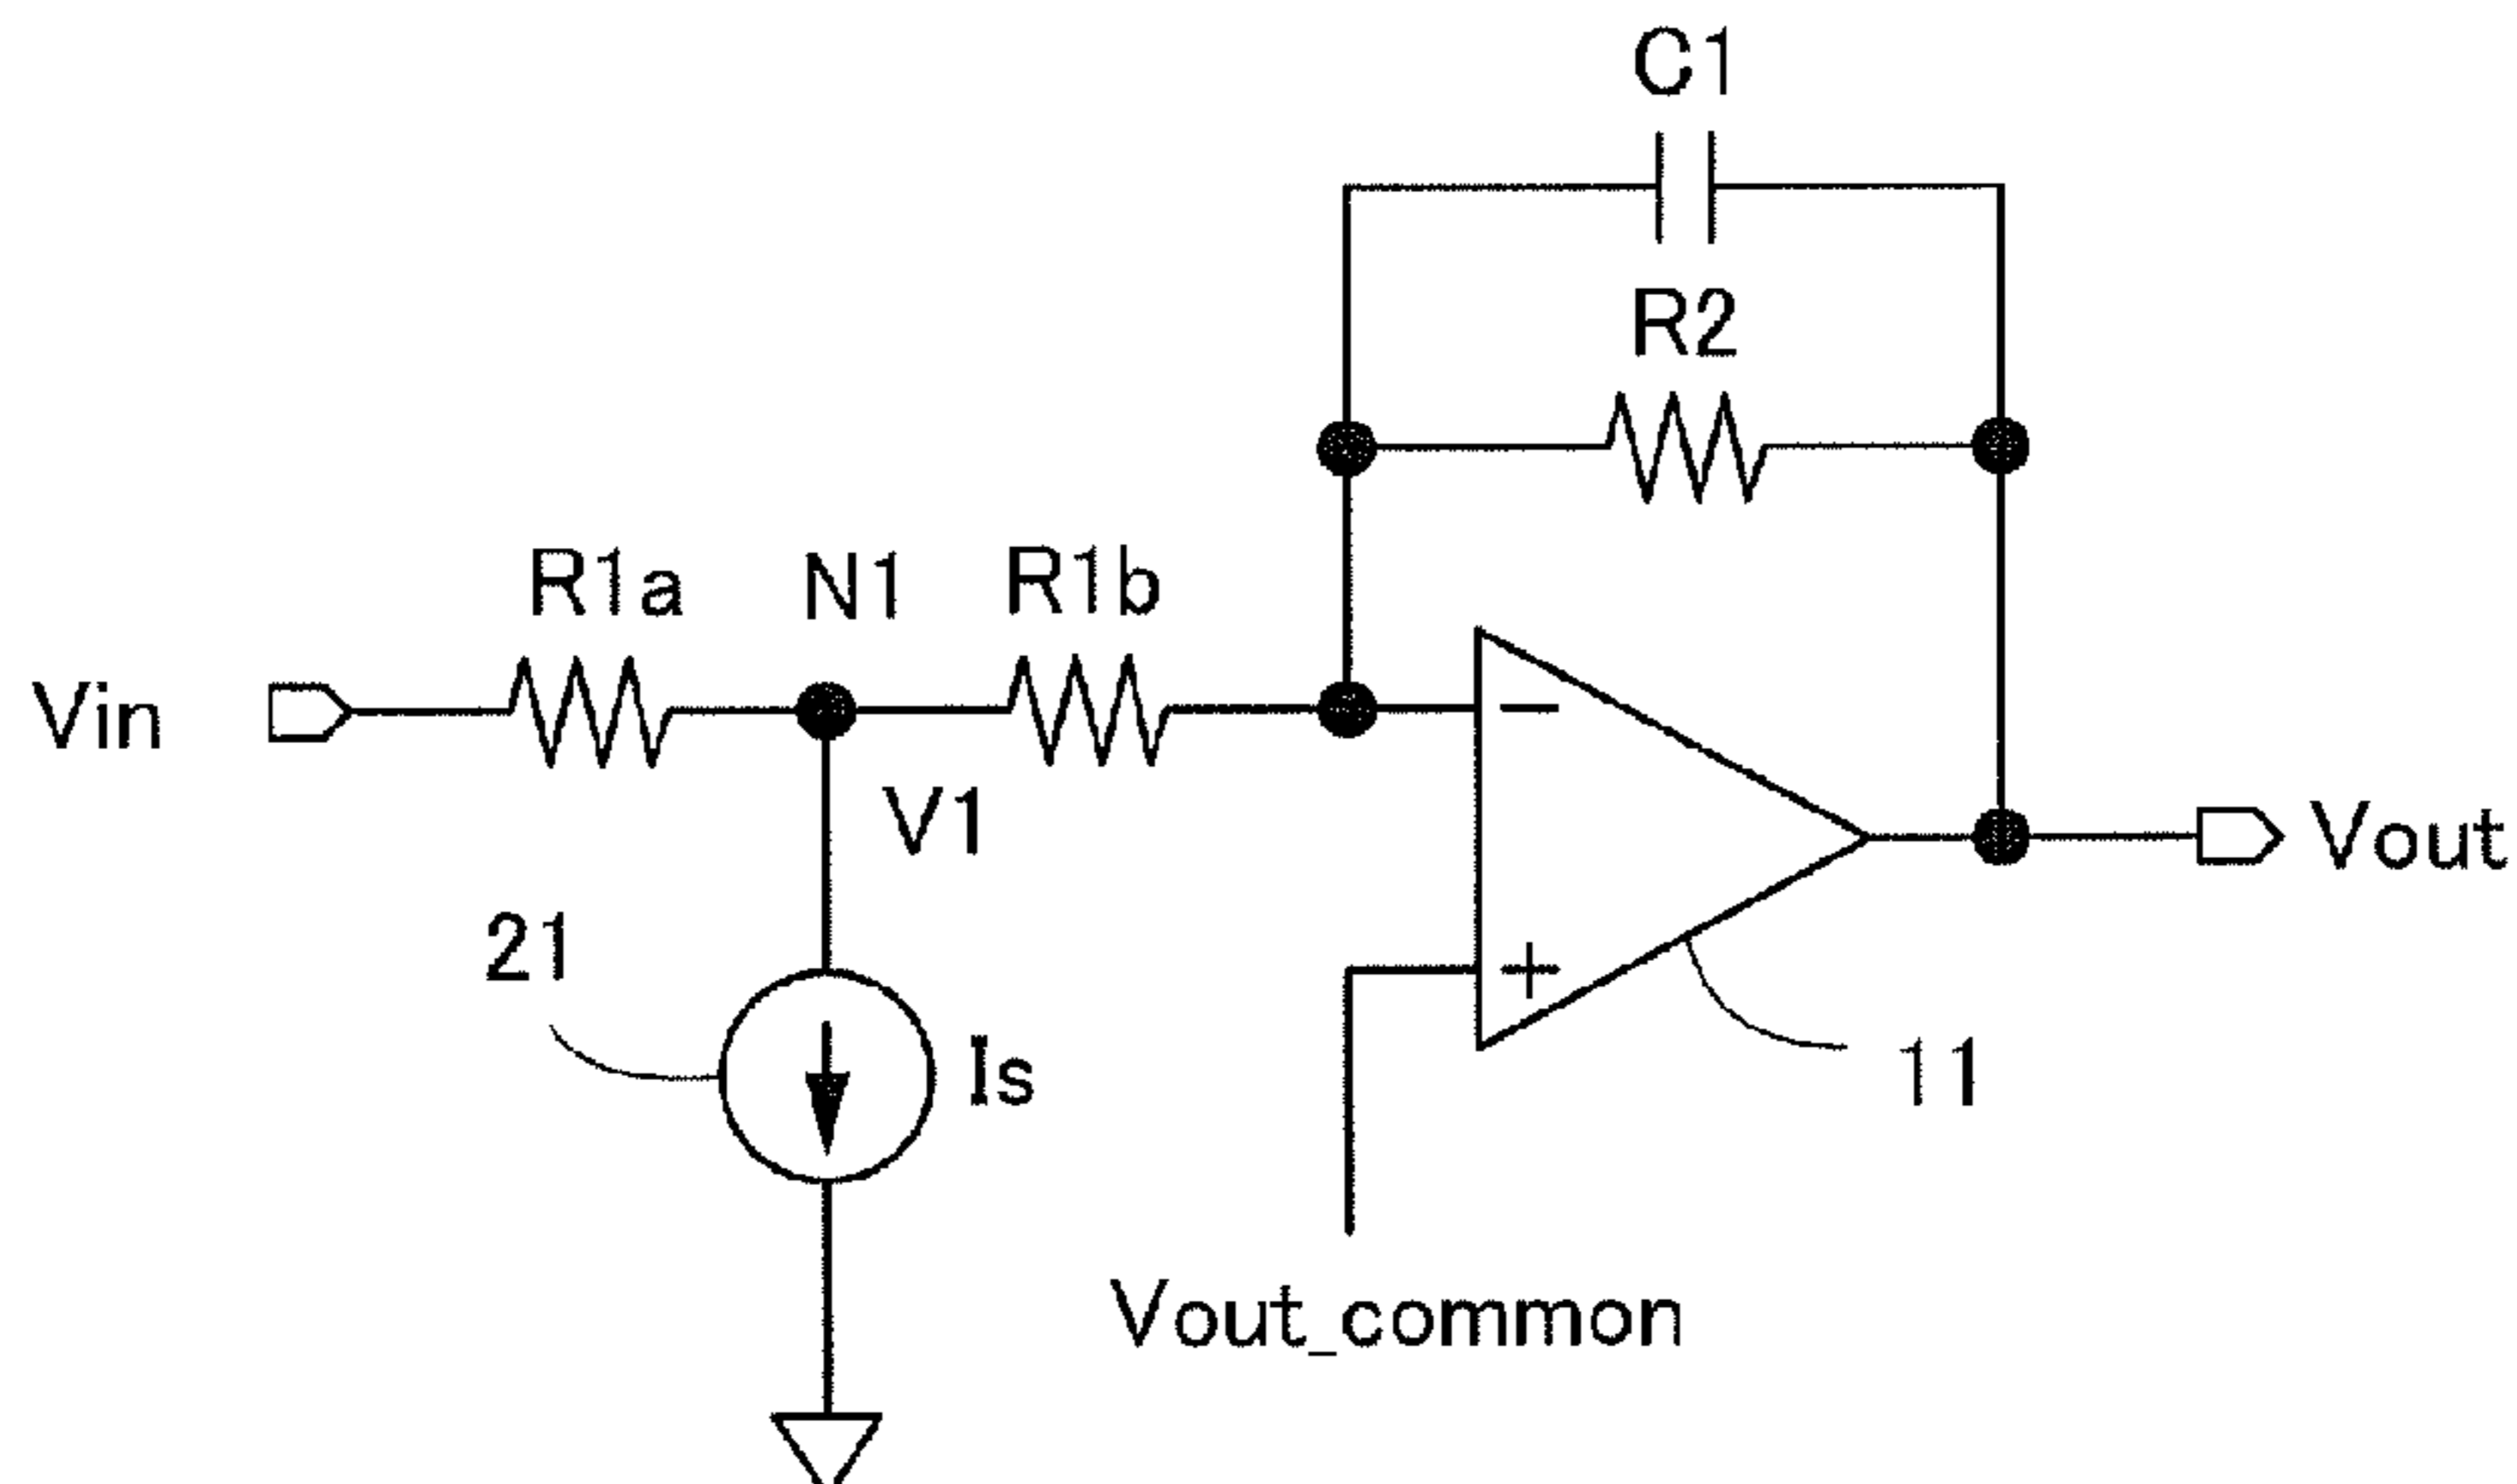 C1
R2
R1a
N1
R1b
Vin
V1
−
+
Vout
21
Is
11
Vout_common